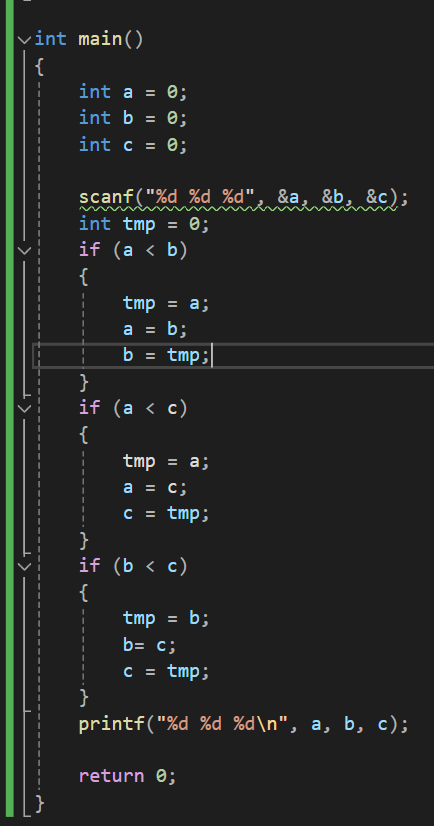 int main()
{
    int a = 0;
    int b = 0;
    int c = 0;

    scanf("%d %d %d", &a, &b, &c);
    int tmp = 0;
    if (a < b)
    {
        tmp = a;
        a = b;
        b = tmp;
    }
    if (a < c)
    {
        tmp = a;
        a = c;
        c = tmp;
    }
    if (b < c)
    {
        tmp = b;
        b= c;
        c = tmp;
    }
    printf("%d %d %d\n", a, b, c);

    return 0;
}